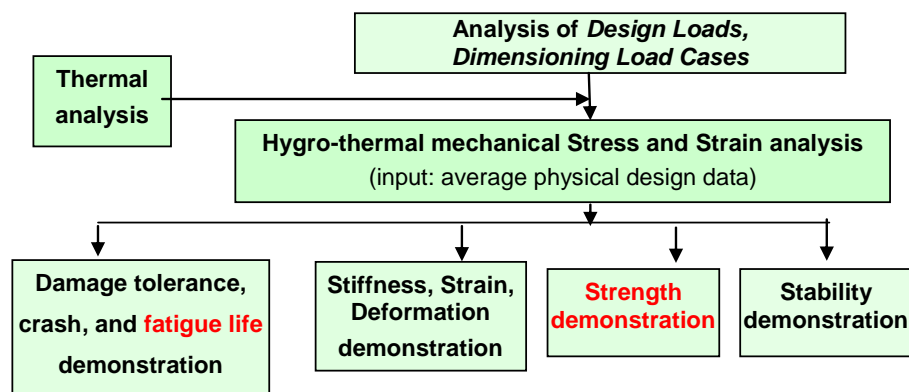 Analysis of Design Loads,
Dimensioning Load Cases
Thermal
analysis
Hygro-thermal mechanical Stress and Strain analysis
(input: average physical design data)
Damage tolerance,
crash, and fatigue life
demonstration
Stiffness, Strain,
Deformation
demonstration
Strength
demonstration
Stability
demonstration